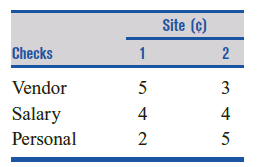 Site (¢)
Checks 1 2
Vendor 5 3
Salary 4 4
Personal 2 5